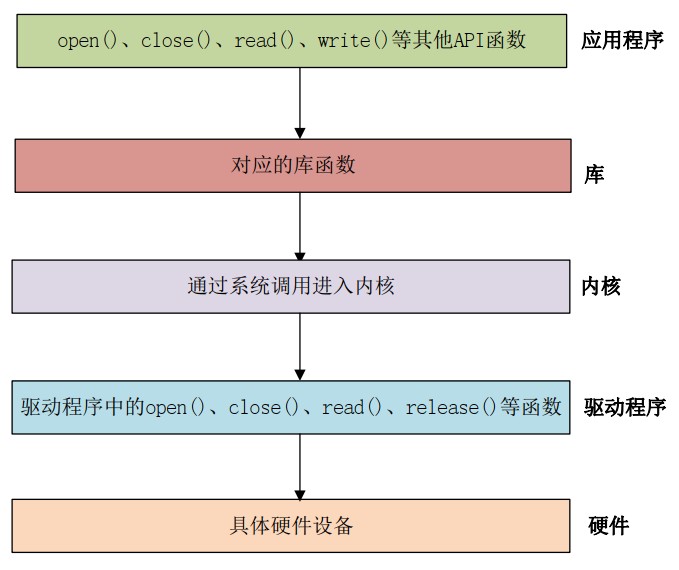 open()、close()、read()、write()等其他API函数 应用程序
对应的库函数 库
通过系统调用进入内核 内核
驱动程序中的open()、close()、read()、release()等函数 驱动程序
具体硬件设备 硬件